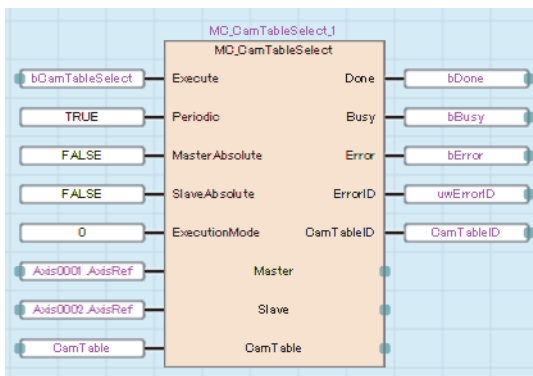 MC_CamTableSelect_1
MC_CamTableSelect
bCamTableSelect Execute Done bDone
TRUE Periodic Busy bBusy
FALSE MasterAbsolute Error bError
FALSE SlaveAbsolute ErrorID uwErrorID
0 ExecutionMode CamTableID CamTableID
Axis0001.AxisRef Master
Axis0002.AxisRef Slave
CamTable CamTable